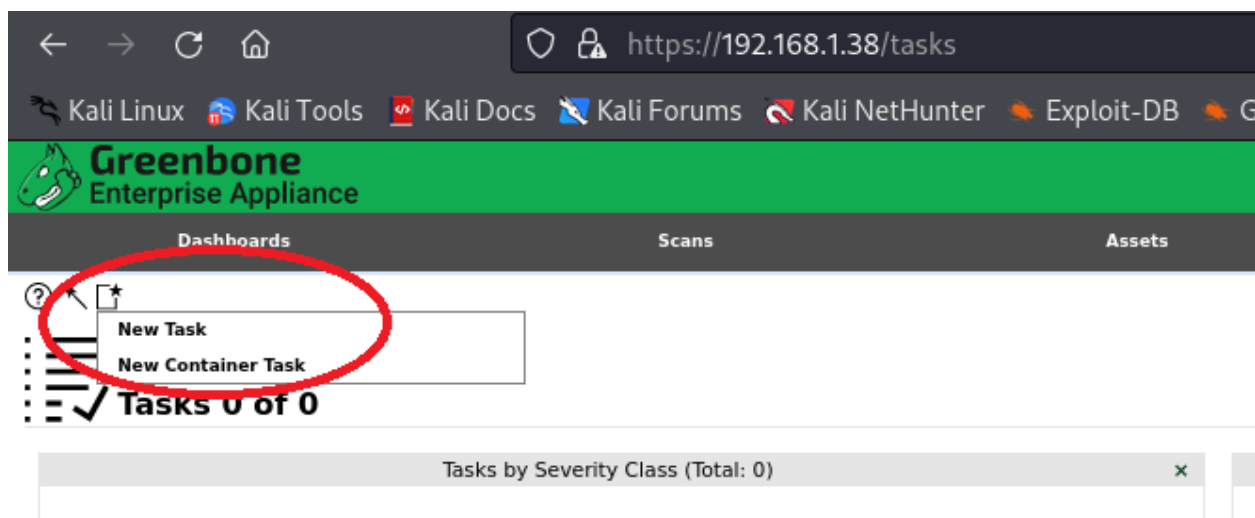 https://192.168.1.38/tasks
Kali Linux Kali Tools Kali Docs Kali Forums Kali NetHunter Exploit-DB G
Greenbone
Enterprise Appliance
Dashboards Scans Assets
New Task
New Container Task
Tasks 0 of 0
Tasks by Severity Class (Total: 0) ×